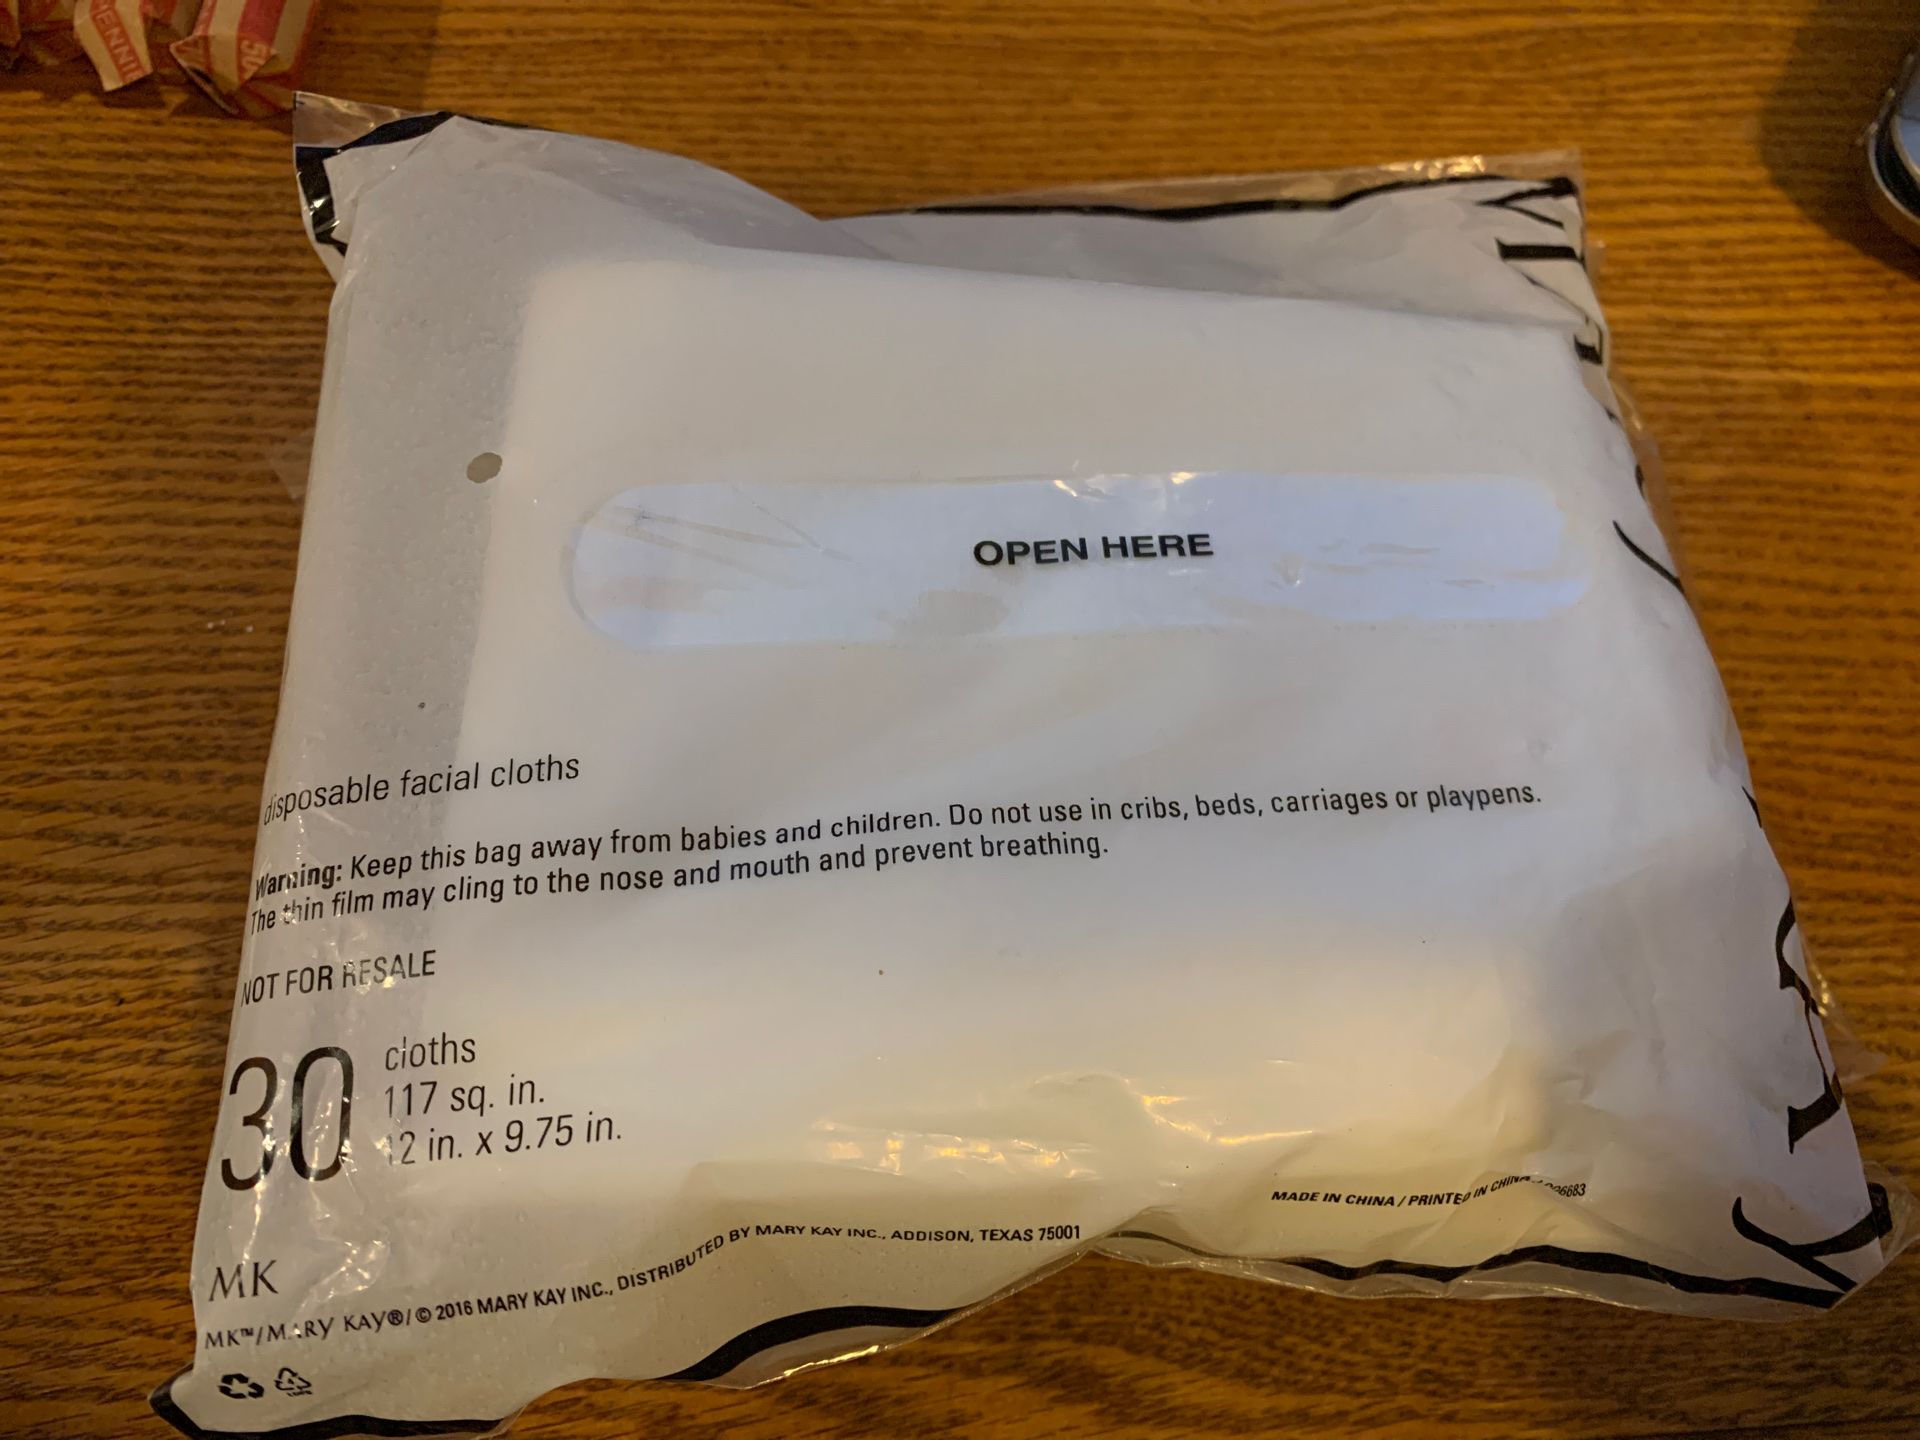 ENNIE
50
OPEN HERE
disposable facial cloths
Warning: Keep this bag away from babies and children. Do not use in cribs, beds, carriages or playpens.
The thin film may cling to the nose and mouth and prevent breathing.
NOT FOR RESALE
30
cloths
117 sq. in.
12 in. x 9.75 in.
MK
MK™/MARY KAY®/© 2016 MARY KAY INC., DISTRIBUTED BY MARY KAY INC., ADDISON, TEXAS 75001
MADE IN CHINA / PRINTED IN CHINA 6683